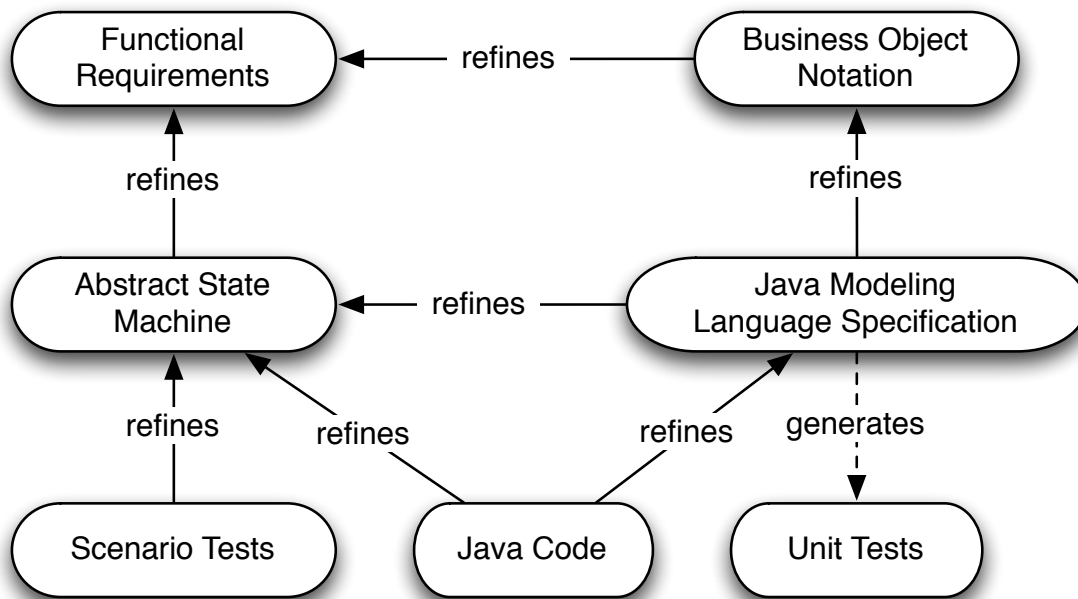 Functional
Requirements
refines
Business Object
Notation
refines
refines
Abstract State
Machine
refines
Java Modeling
Language Specification
refines
refines
refines
generates
Scenario Tests
Java Code
Unit Tests